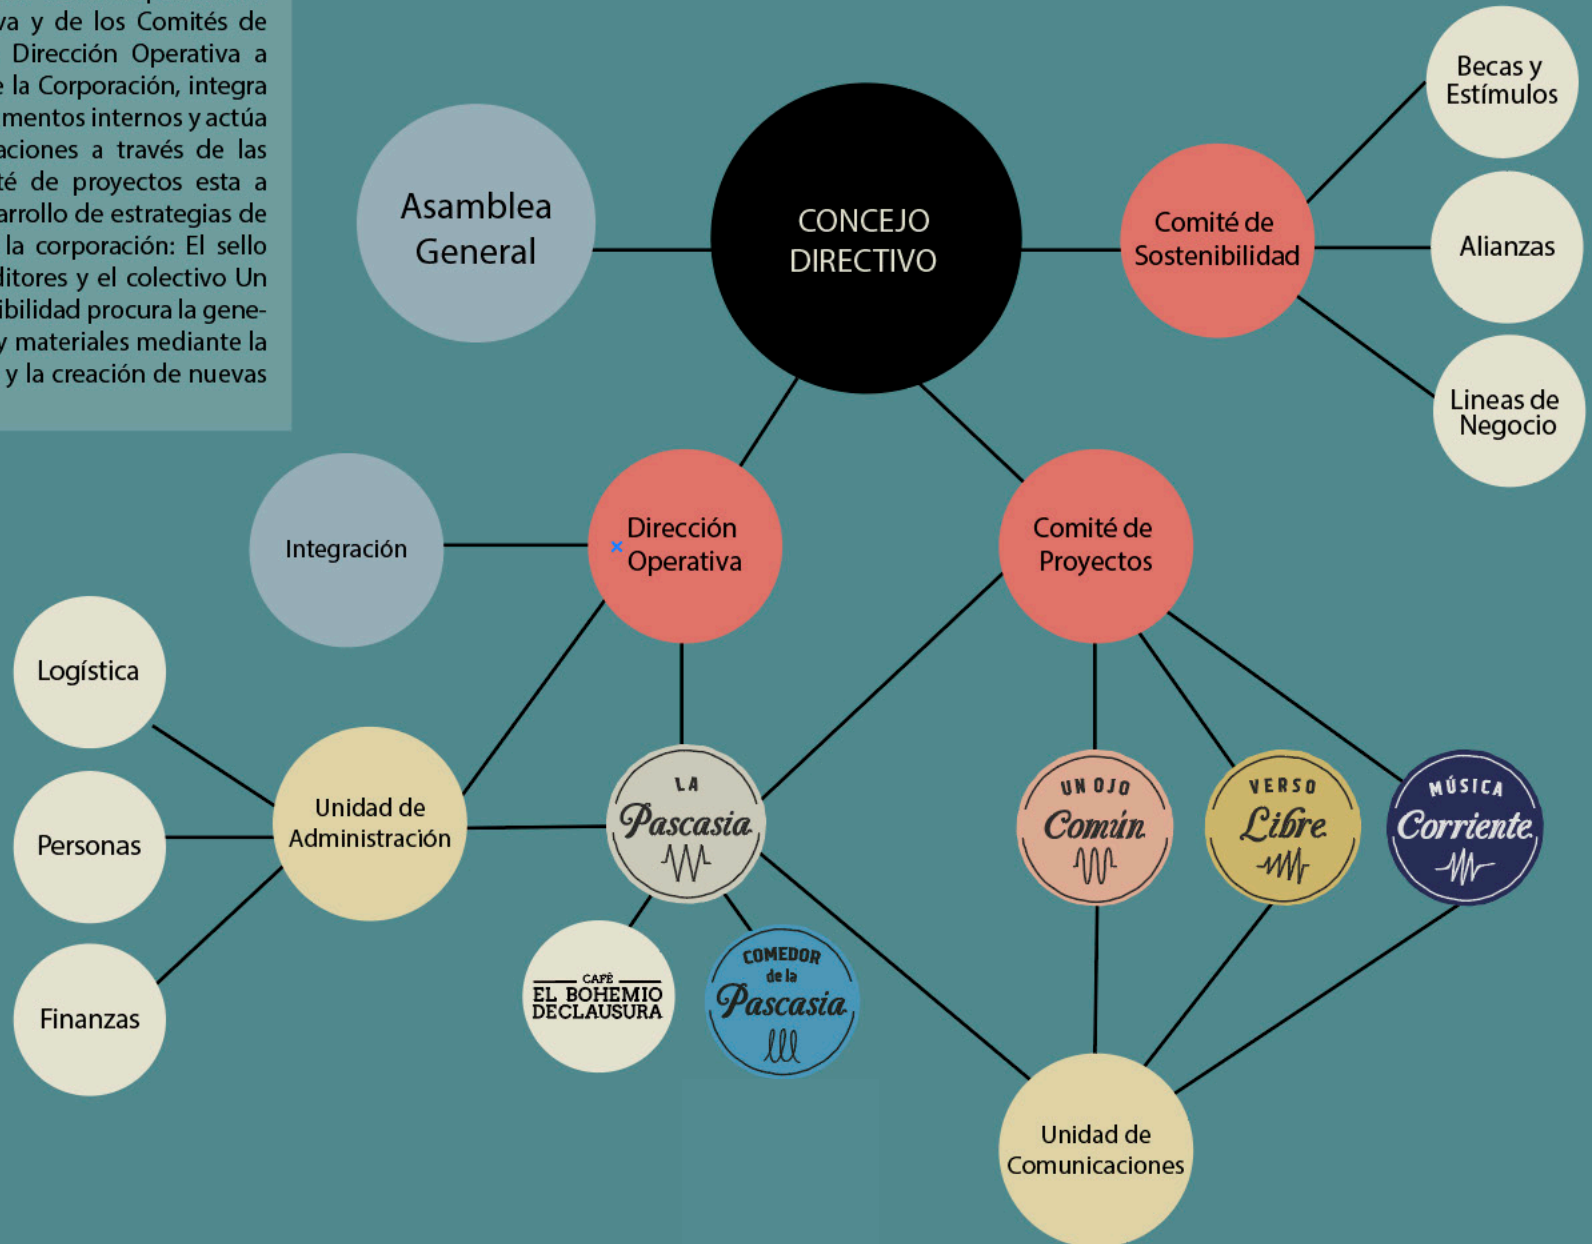 va y de los Comités de
Dirección Operativa a
la Corporación, integra
mentos internos y actúa
aciones a través de las
té de proyectos esta a
arrollo de estrategias de
la corporación: El sello
ditores y el colectivo Un
ibilidad procura la gene-
y materiales mediante la
y la creación de nuevas
Asamblea
General
CONCEJO
DIRECTIVO
Comité de
Sostenibilidad
Becas y
Estímulos
Alianzas
Lineas de
Negocio
Integración
Dirección
Operativa
Comité de
Proyectos
Logística
Personas
Finanzas
Unidad de
Administración
LA
Pascasia
UN OJO
Común
VERSO
Libre
MÚSICA
Corriente
CAFÉ
EL BOHEMIO
DECLAUSURA
COMEDOR
de la
Pascasia
Unidad de
Comunicaciones